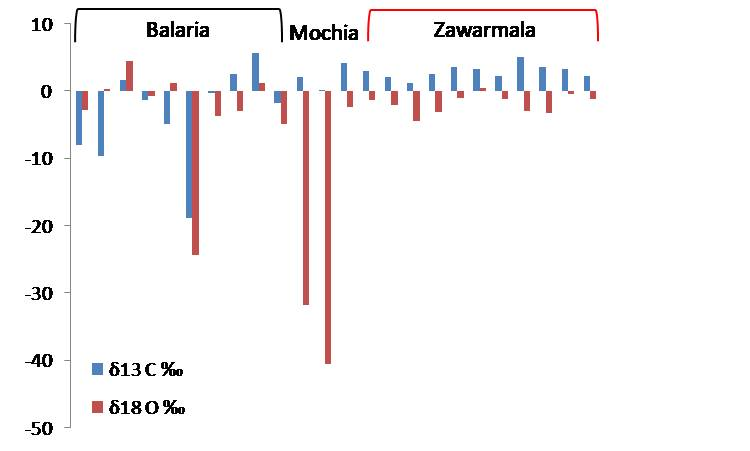 10
Balaria
Mochia
Zawarmala
0
-10
-20
-30
-40
-50
δ13 C ‰
δ18 O ‰